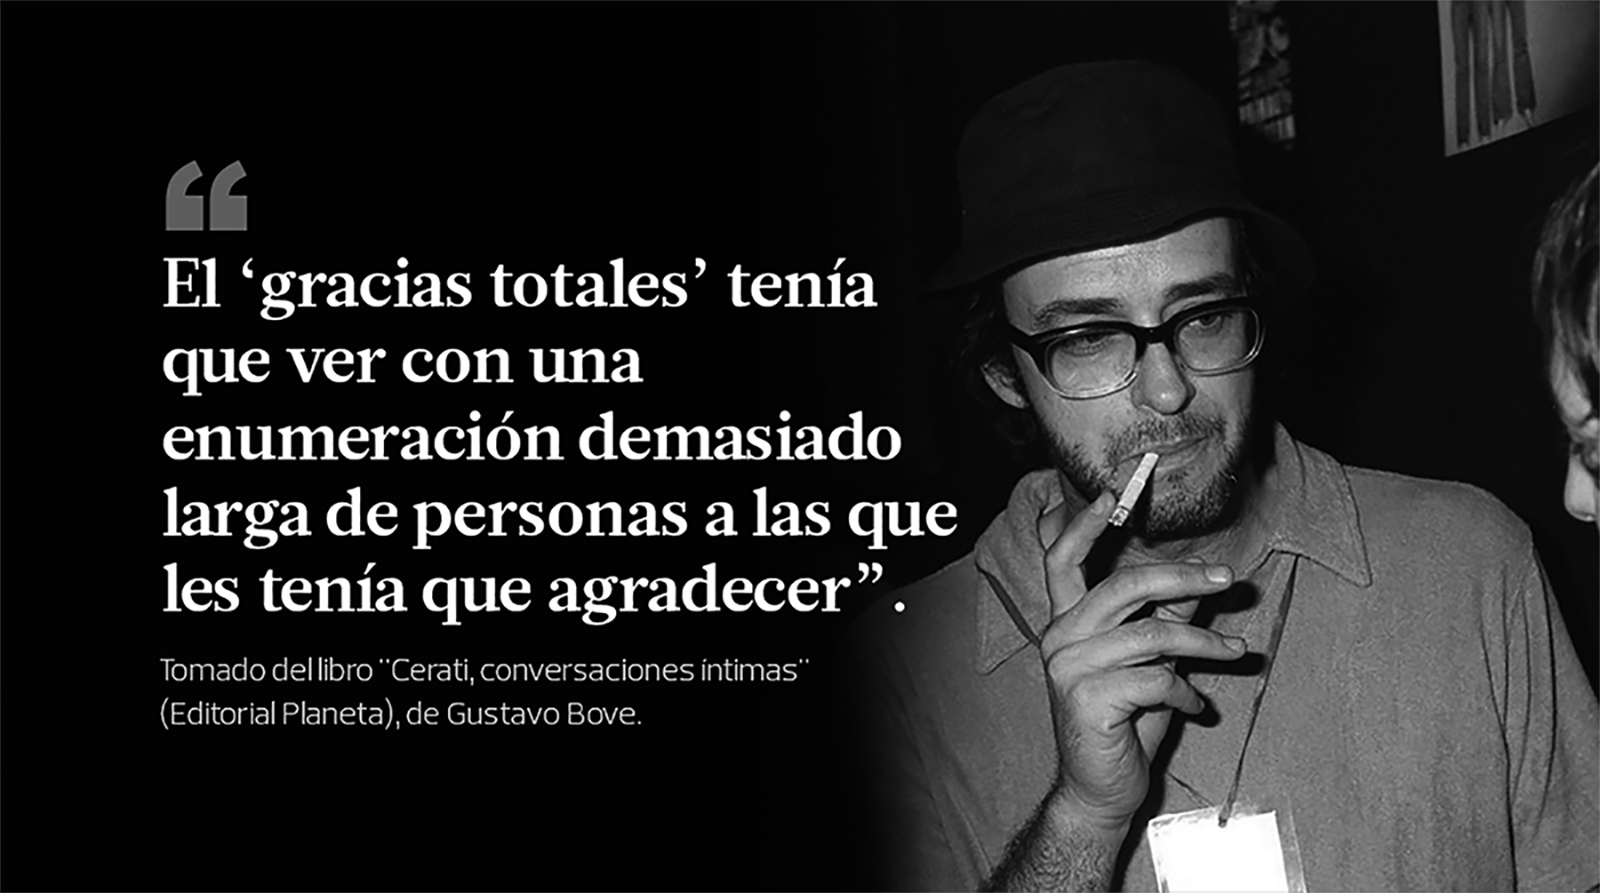 “
El ‘gracias totales’ tenía
que ver con una
enumeración demasiado
larga de personas a las que
les tenía que agradecer”.
Tomado del libro "Cerati, conversaciones íntimas"
(Editorial Planeta), de Gustavo Bove.